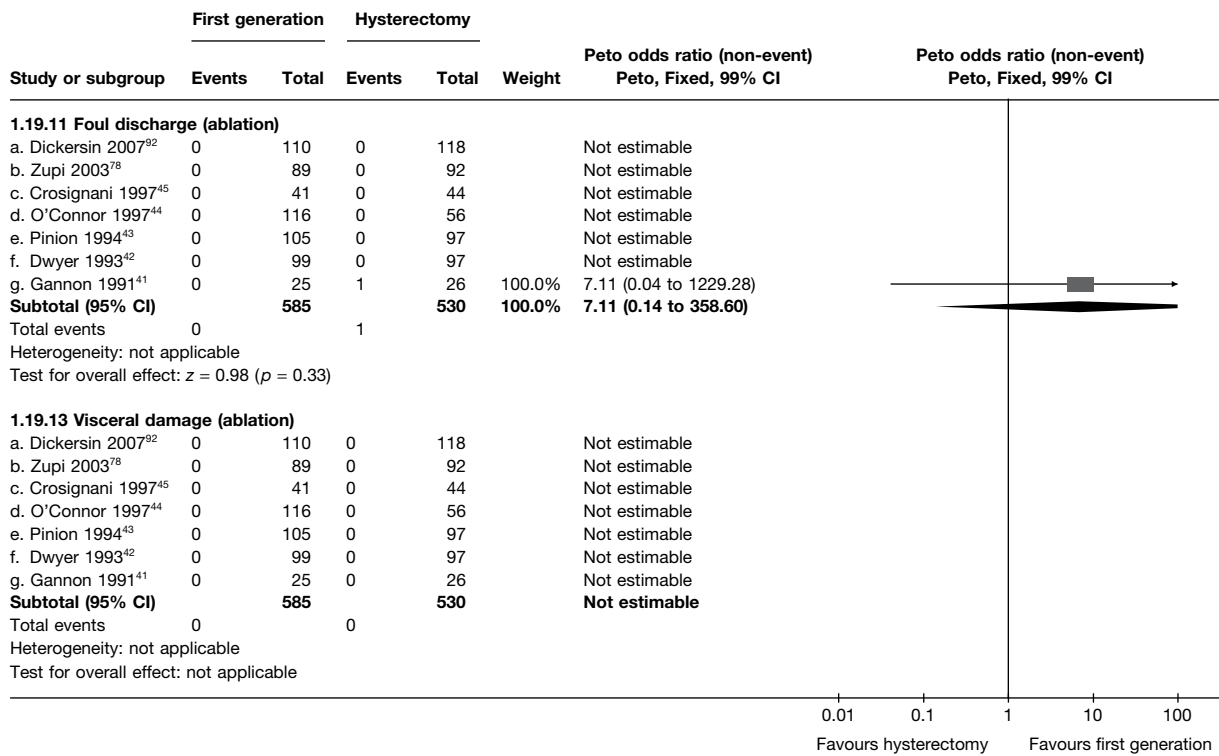 First generation Hysterectomy
Peto odds ratio (non-event) Peto odds ratio (non-event)
Study or subgroup Events Total Events Total Weight Peto, Fixed, 99% CI Peto, Fixed, 99% CI
1.19.11 Foul discharge (ablation)
a. Dickersin 2007⁹² 0 110 0 118 Not estimable
b. Zupi 2003⁷⁸ 0 89 0 92 Not estimable
c. Crosignani 1997⁴⁵ 0 41 0 44 Not estimable
d. O'Connor 1997⁴⁴ 0 116 0 56 Not estimable
e. Pinion 1994⁴³ 0 105 0 97 Not estimable
f. Dwyer 1993⁴² 0 99 0 97 Not estimable
g. Gannon 1991⁴¹ 0 25 1 26 100.0% 7.11 (0.04 to 1229.28)
Subtotal (95% CI) 585 530 100.0% 7.11 (0.14 to 358.60)
Total events 0 1
Heterogeneity: not applicable
Test for overall effect: z = 0.98 (p = 0.33)
1.19.13 Visceral damage (ablation)
a. Dickersin 2007⁹² 0 110 0 118 Not estimable
b. Zupi 2003⁷⁸ 0 89 0 92 Not estimable
c. Crosignani 1997⁴⁵ 0 41 0 44 Not estimable
d. O'Connor 1997⁴⁴ 0 116 0 56 Not estimable
e. Pinion 1994⁴³ 0 105 0 97 Not estimable
f. Dwyer 1993⁴² 0 99 0 97 Not estimable
g. Gannon 1991⁴¹ 0 25 0 26 Not estimable
Subtotal (95% CI) 585 530 Not estimable
Total events 0 0
Heterogeneity: not applicable
Test for overall effect: not applicable
0.01 0.1 1 10 100
Favours hysterectomy Favours first generation